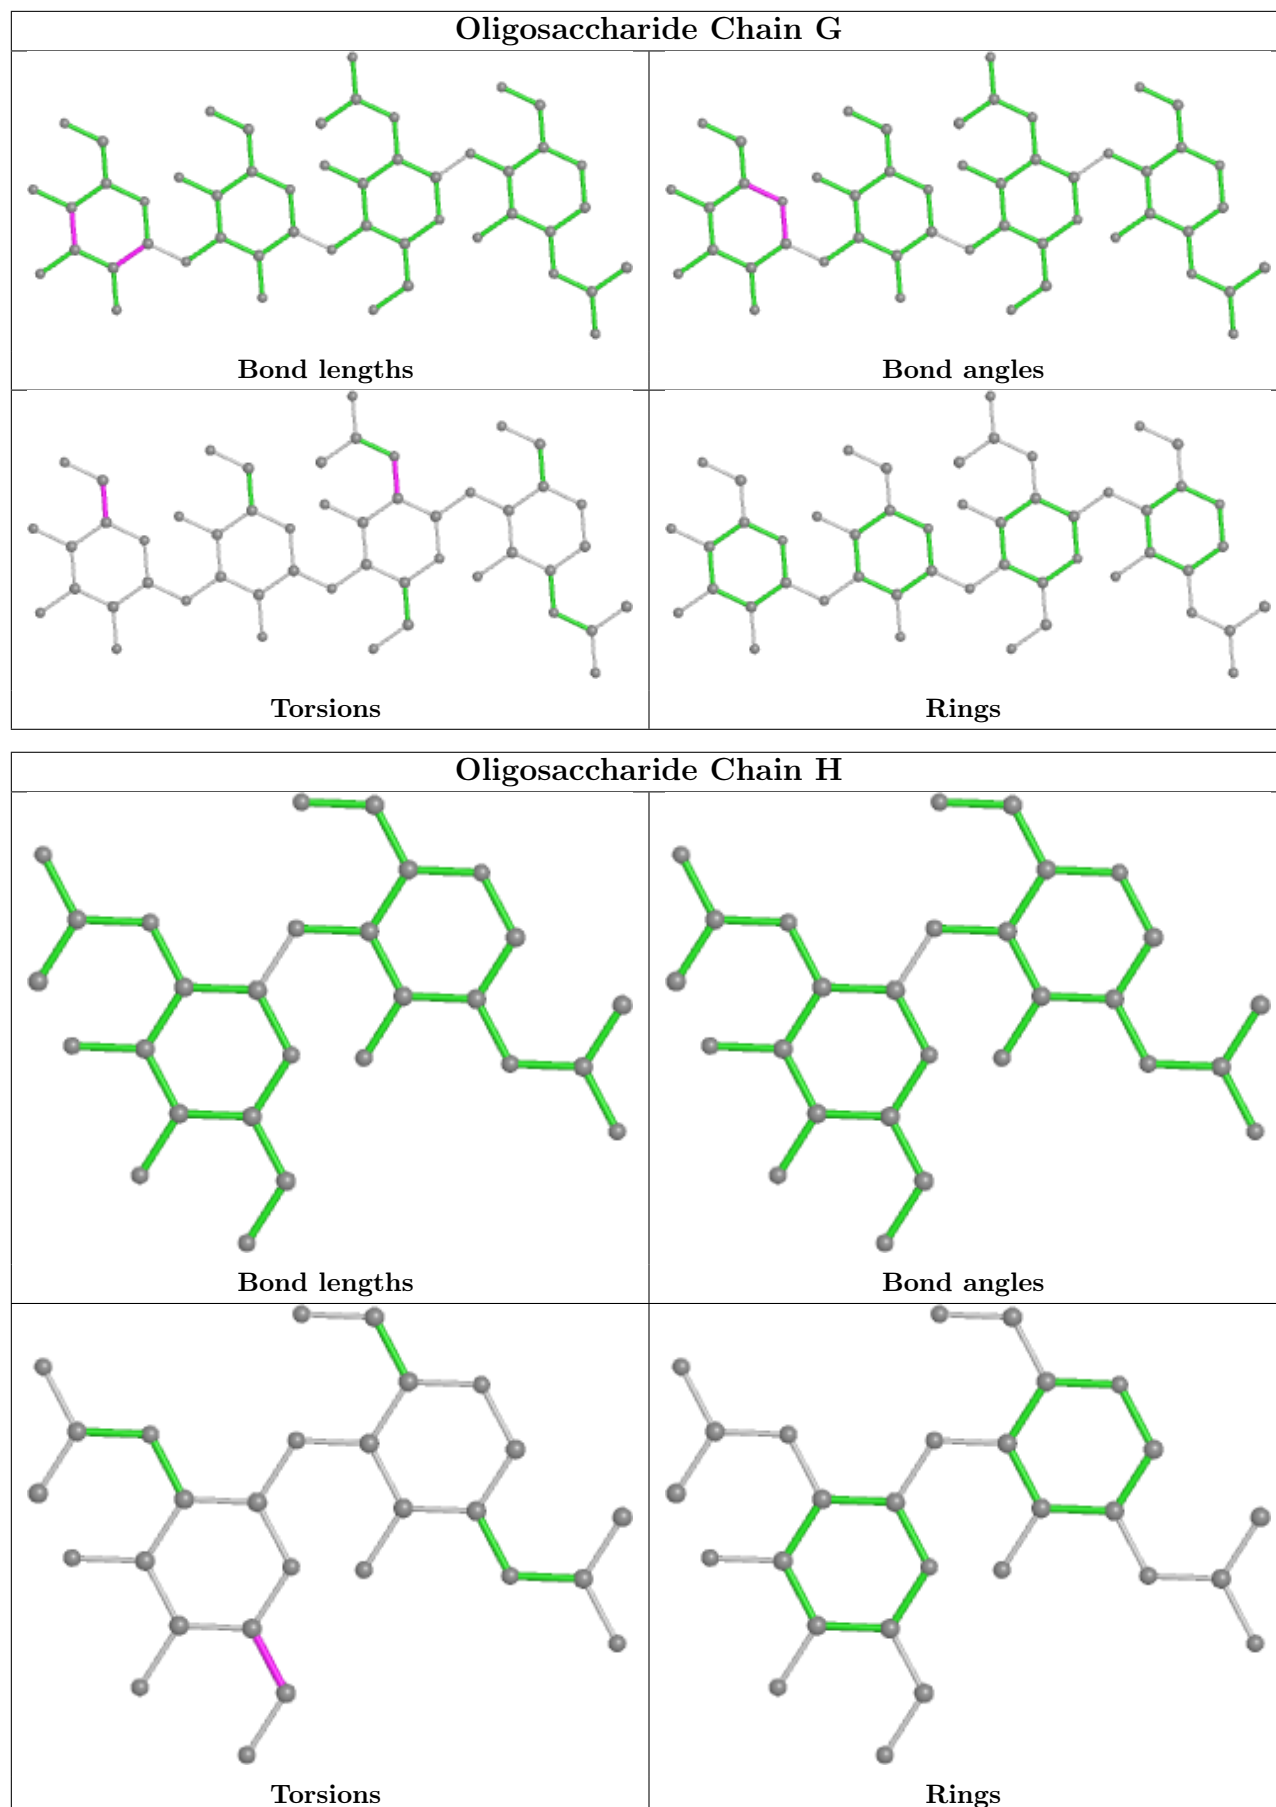 Oligosaccharide Chain G
Bond lengths
Bond angles
Torsions
Rings
Oligosaccharide Chain H
Bond lengths
Bond angles
Torsions
Rings